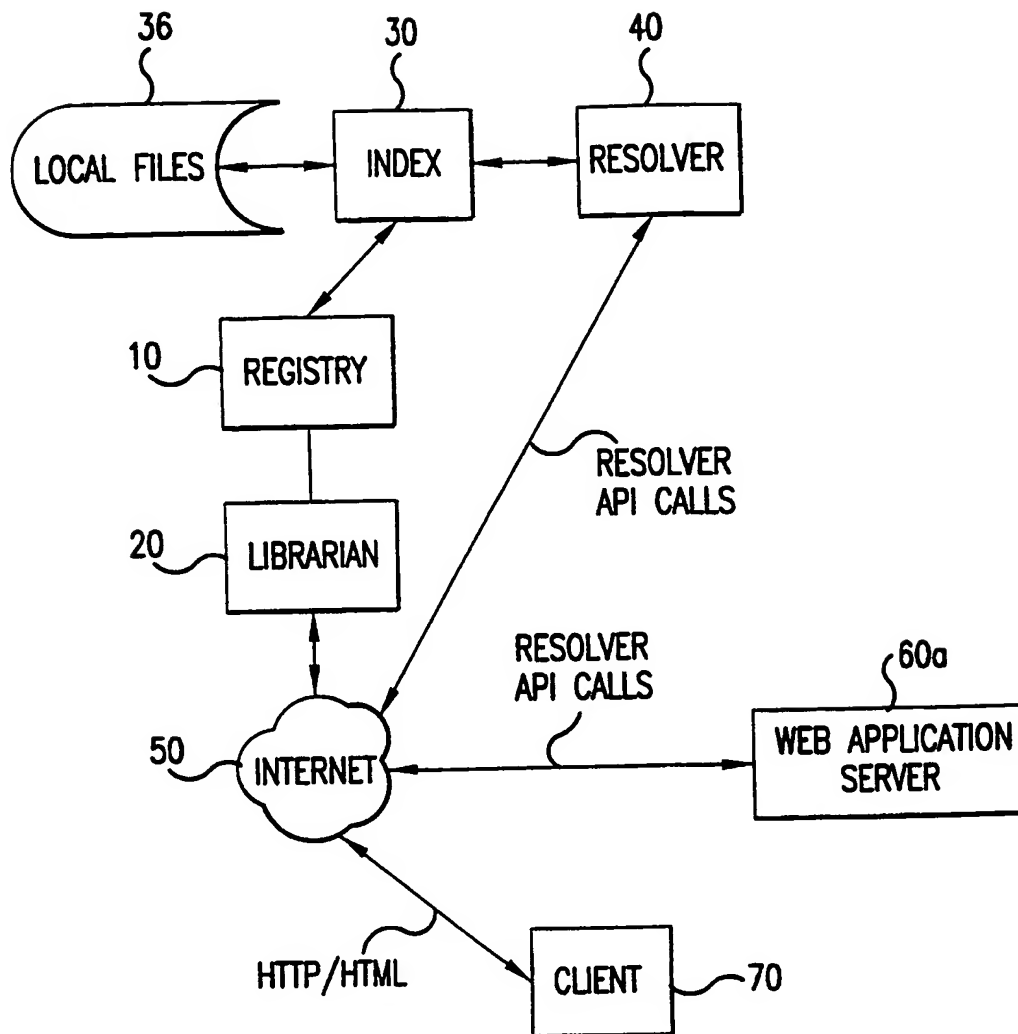 36
30
40
LOCAL FILES
INDEX
RESOLVER
10
REGISTRY
RESOLVER
API CALLS
20
LIBRARIAN
RESOLVER
API CALLS
60a
50
INTERNET
WEB APPLICATION
SERVER
HTTP/HTML
CLIENT
70